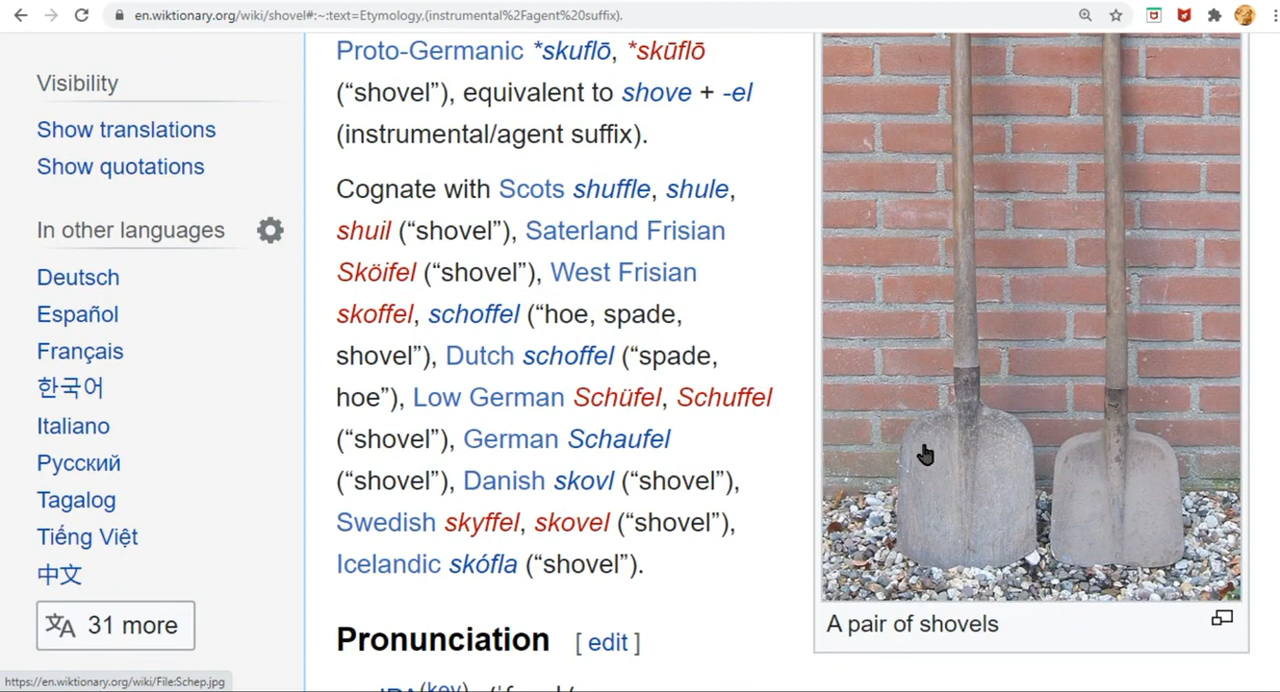 en.wiktionary.org/wiki/shovel#:~:text=Etymology,(instrumental%2Fagent%20suffix).
Visibility
Show translations
Show quotations
In other languages
Deutsch
Español
Français
한국어
Italiano
Русский
Tagalog
Tiếng Việt
中文
31 more
Proto-Germanic *skuflō, *skūflō
(“shovel”), equivalent to shove + -el
(instrumental/agent suffix).
Cognate with Scots shuffle, shule,
shuil (“shovel”), Saterland Frisian
Sköifel (“shovel”), West Frisian
skoffel, schoffel (“hoe, spade,
shovel”), Dutch schoffel (“spade,
hoe”), Low German Schüfel, Schuffel
(“shovel”), German Schaufel
(“shovel”), Danish skovl (“shovel”),
Swedish skyffel, skovel (“shovel”),
Icelandic skófla (“shovel”).
Pronunciation [ edit ]
A pair of shovels
https://en.wiktionary.org/wiki/File:Schep.jpg